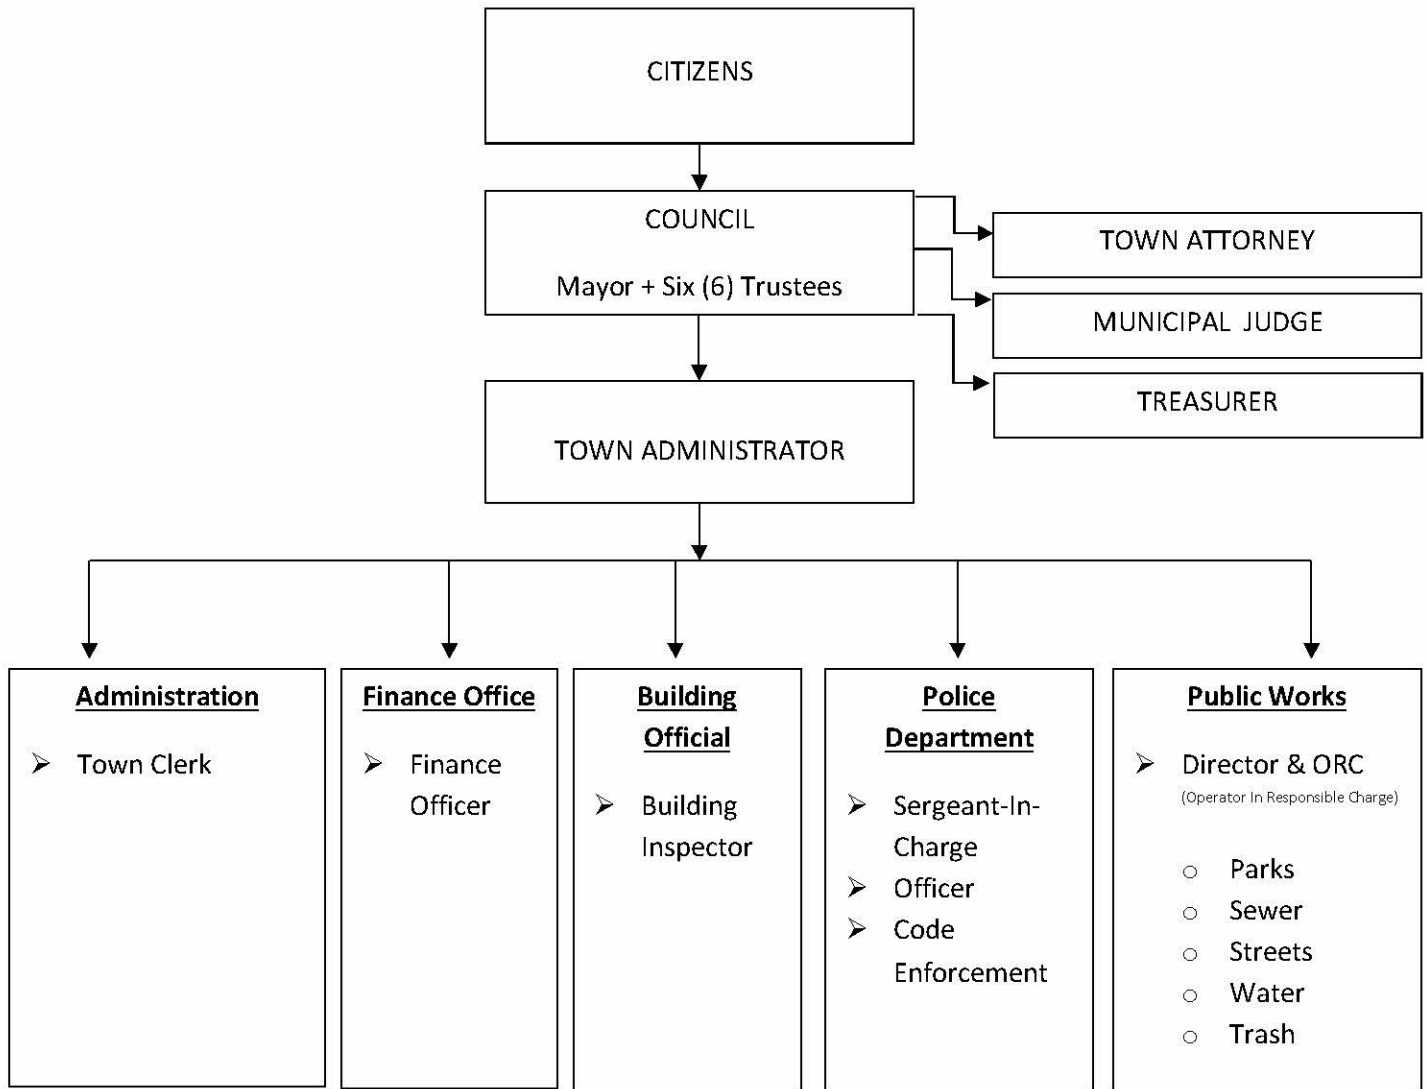 CITIZENS
COUNCIL
Mayor + Six (6) Trustees
TOWN ATTORNEY
MUNICIPAL JUDGE
TREASURER
TOWN ADMINISTRATOR
Administration
➢ Town Clerk
Finance Office
➢ Finance
Officer
Building
Official
➢ Building
Inspector
Police
Department
➢ Sergeant-In-
Charge
➢ Officer
➢ Code
Enforcement
Public Works
➢ Director & ORC
(Operator In Responsible Charge)
○ Parks
○ Sewer
○ Streets
○ Water
○ Trash